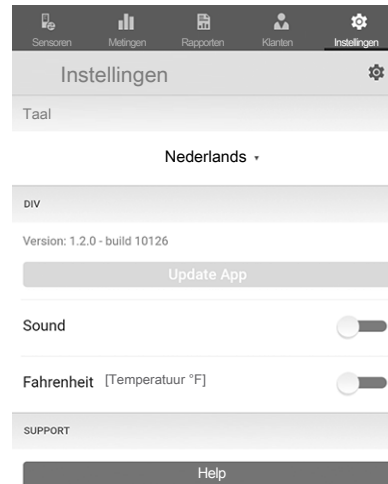 Sensoren Metingen Rapporten Klanten Instellingen
Instellingen
Taal
Nederlands
DIV
Version: 1.2.0 - build 10126
Update App
Sound
Fahrenheit [Temperatuur °F]
SUPPORT
Help